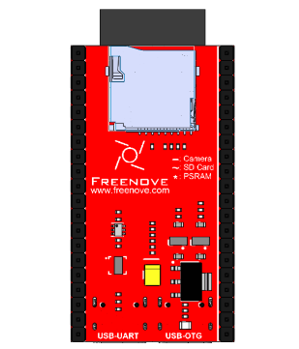 —: Camera
~: SD Card
*: PSRAM
FREENOVE
www.freenove.com
USB-UART
USB-OTG